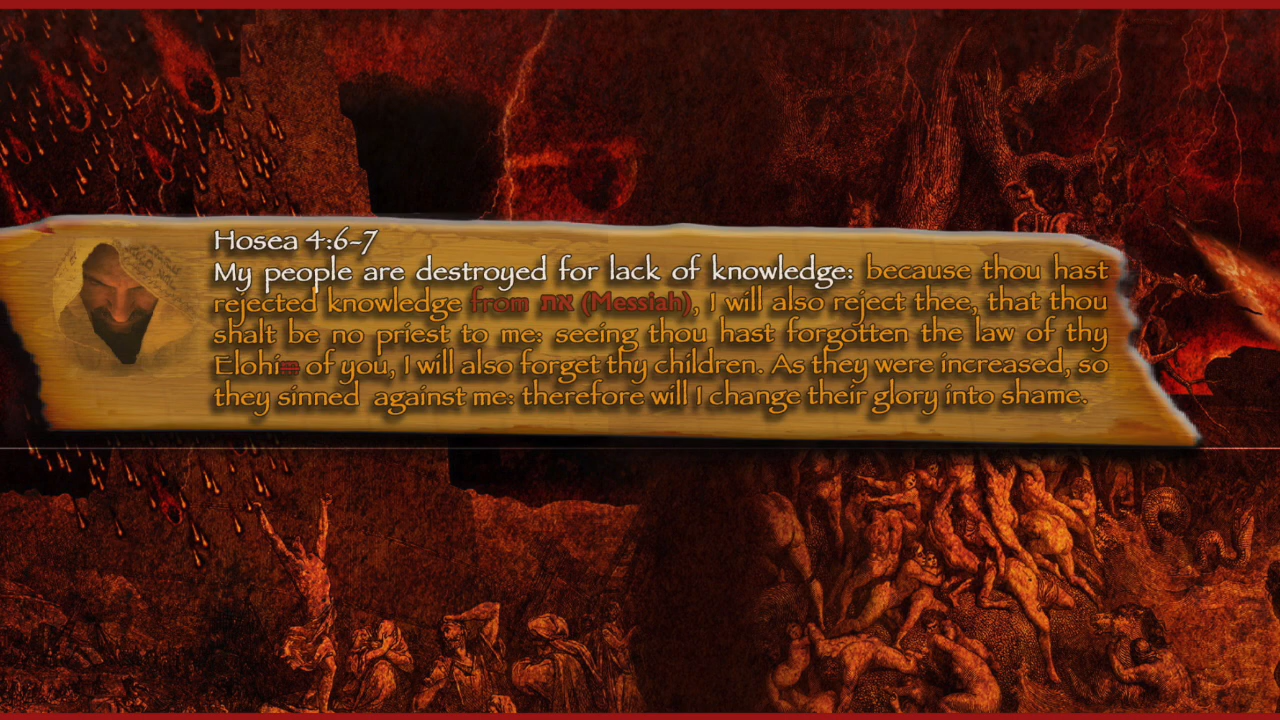 Hosea 4:6-7
My people are destroyed for lack of knowledge: because thou hast
rejected knowledge from את (Messiah), I will also reject thee, that thou
shalt be no priest to me: seeing thou hast forgotten the law of thy
Elohim of you, I will also forget thy children. As they were increased, so
they sinned against me: therefore will I change their glory into shame.